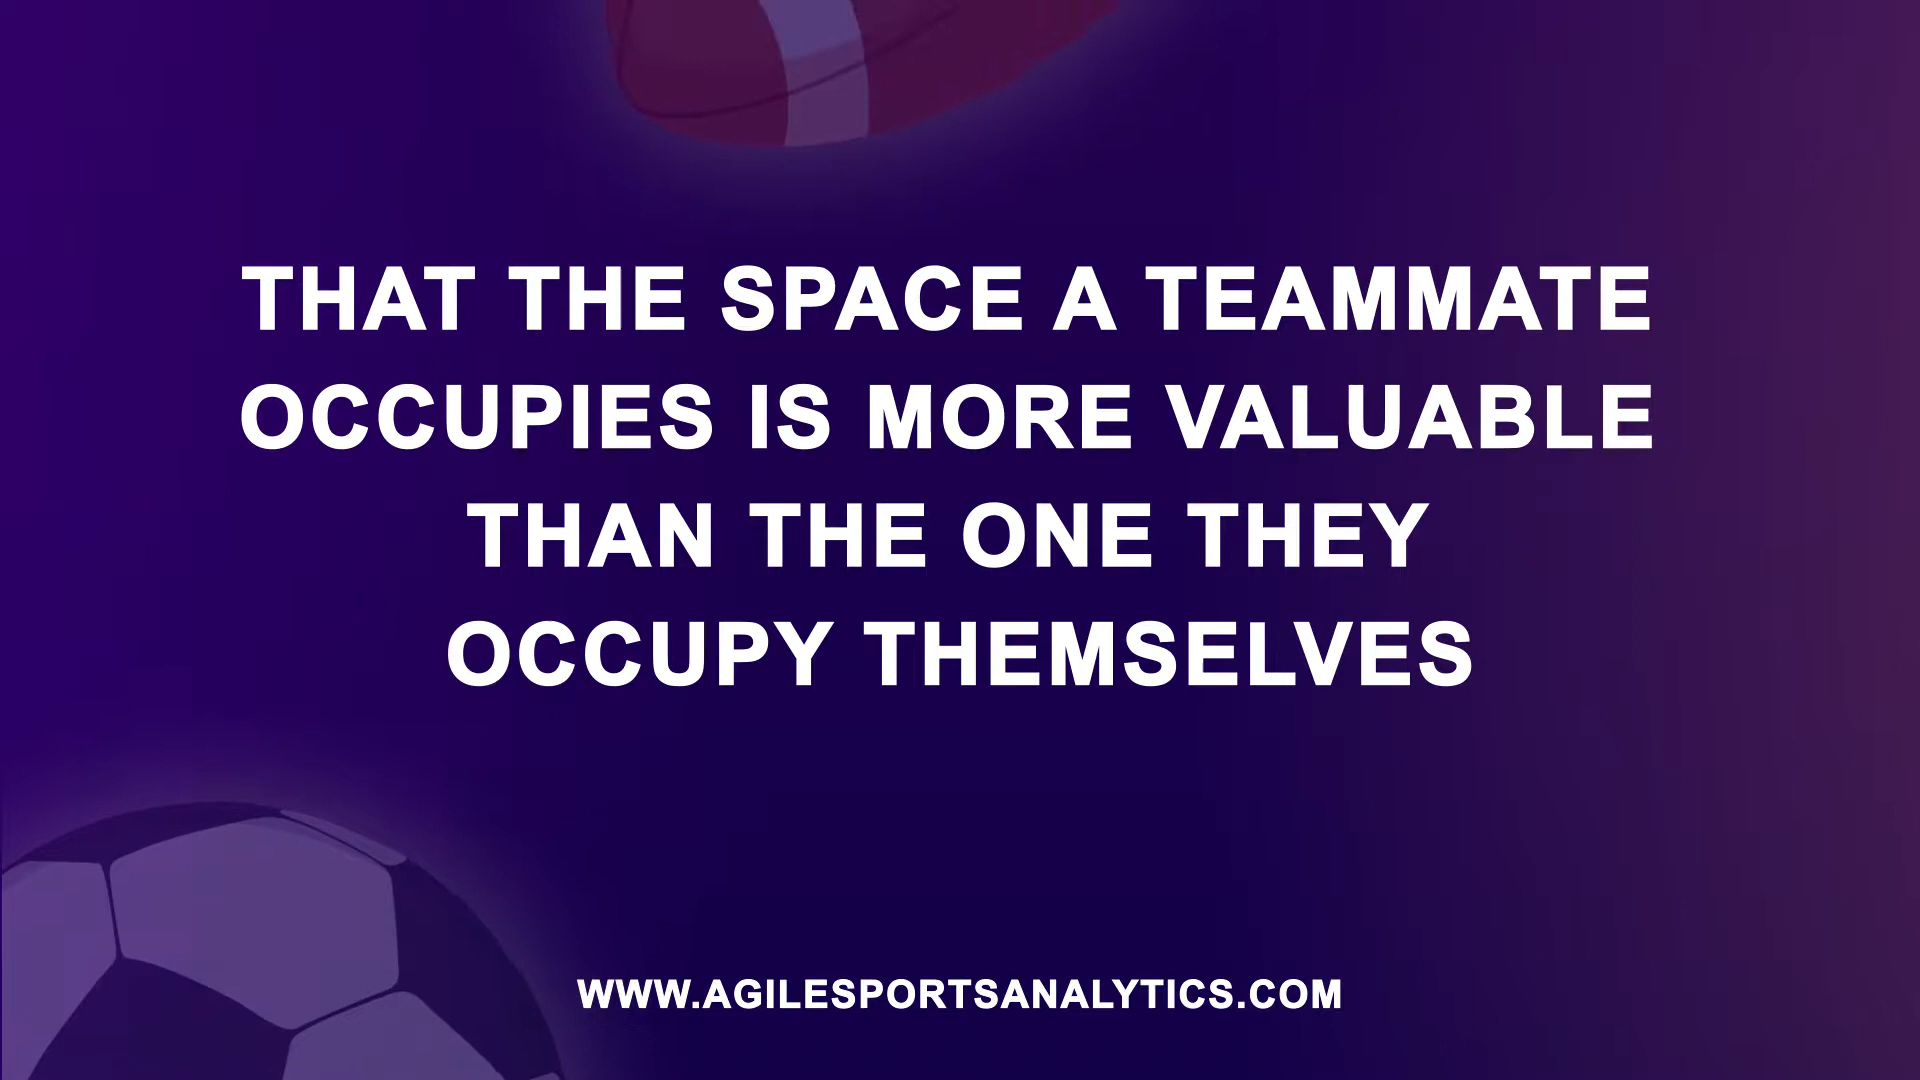 THAT THE SPACE A TEAMMATE
OCCUPIES IS MORE VALUABLE
THAN THE ONE THEY
OCCUPY THEMSELVES
WWW.AGILESPORTSANALYTICS.COM